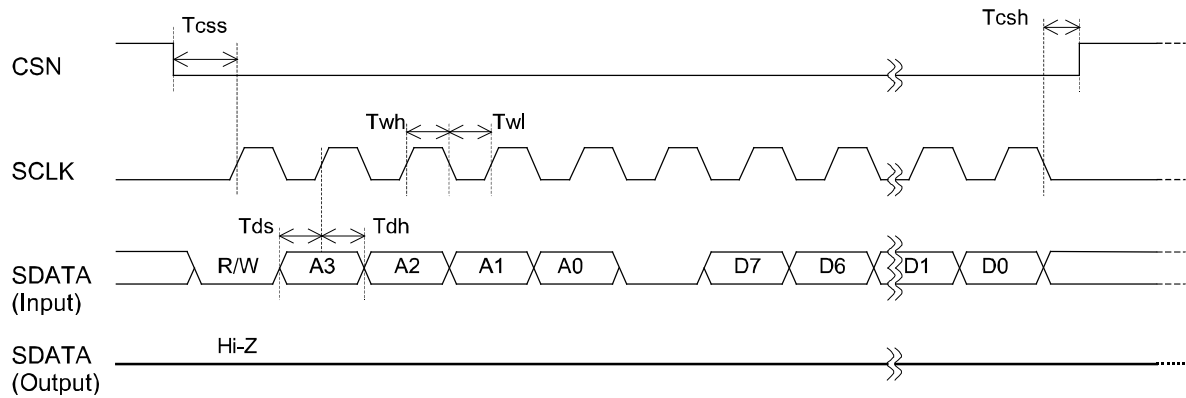 Tcss
Tcsh
CSN
Twh
Twl
SCLK
Tds
Tdh
R/W
A3
A2
A1
A0
D7
D6
D1
D0
SDATA
(Input)
Hi-Z
SDATA
(Output)